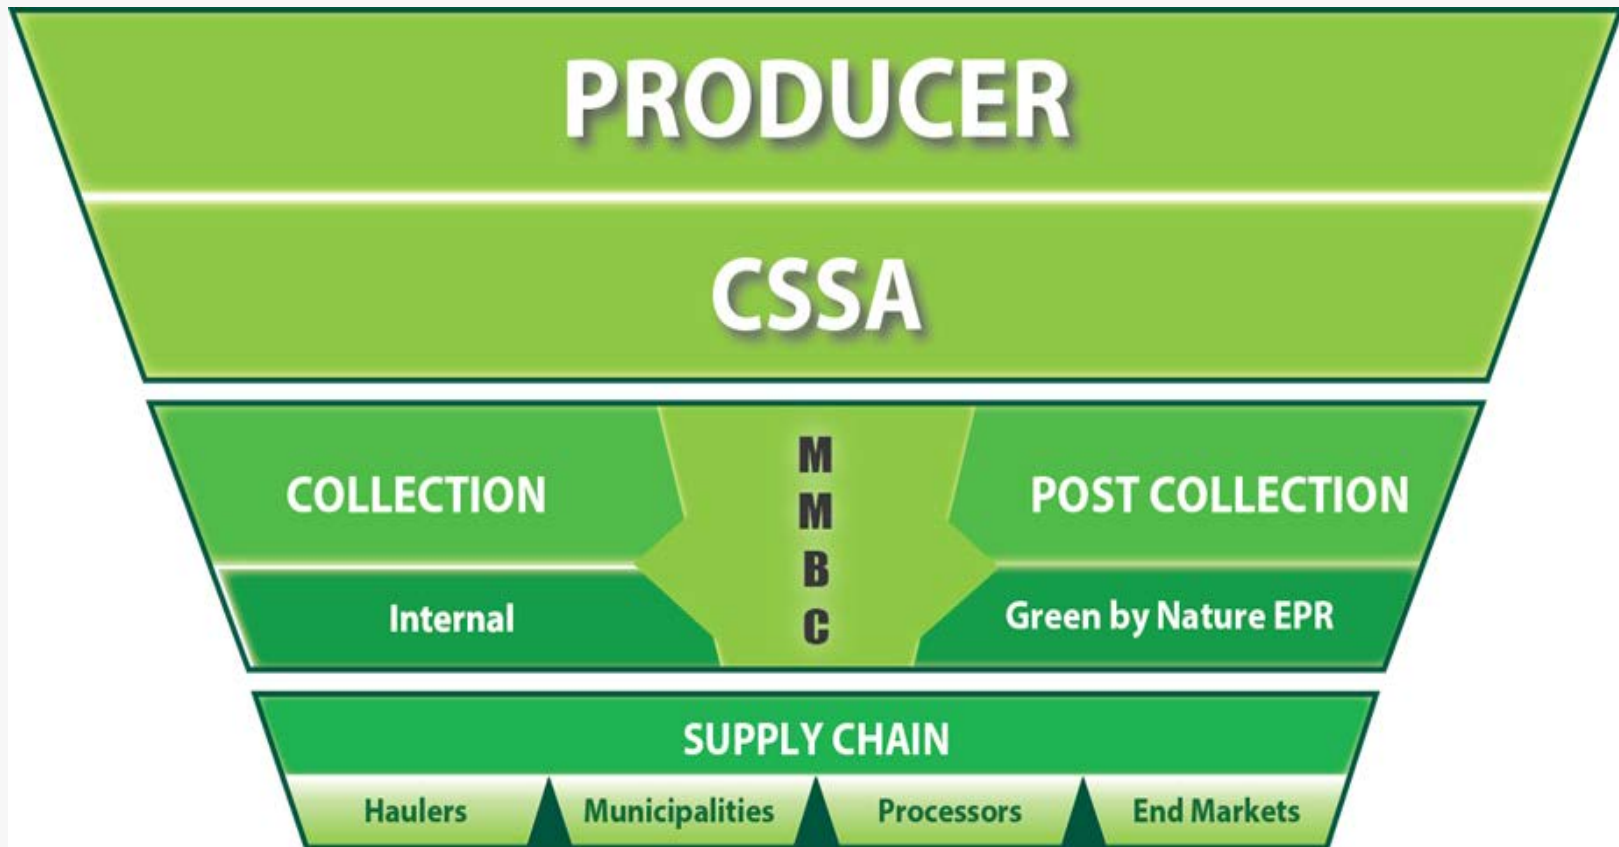 PRODUCER
CSSA
COLLECTION
Internal
M
M
B
C
POST COLLECTION
Green by Nature EPR
SUPPLY CHAIN
Haulers
Municipalities
Processors
End Markets